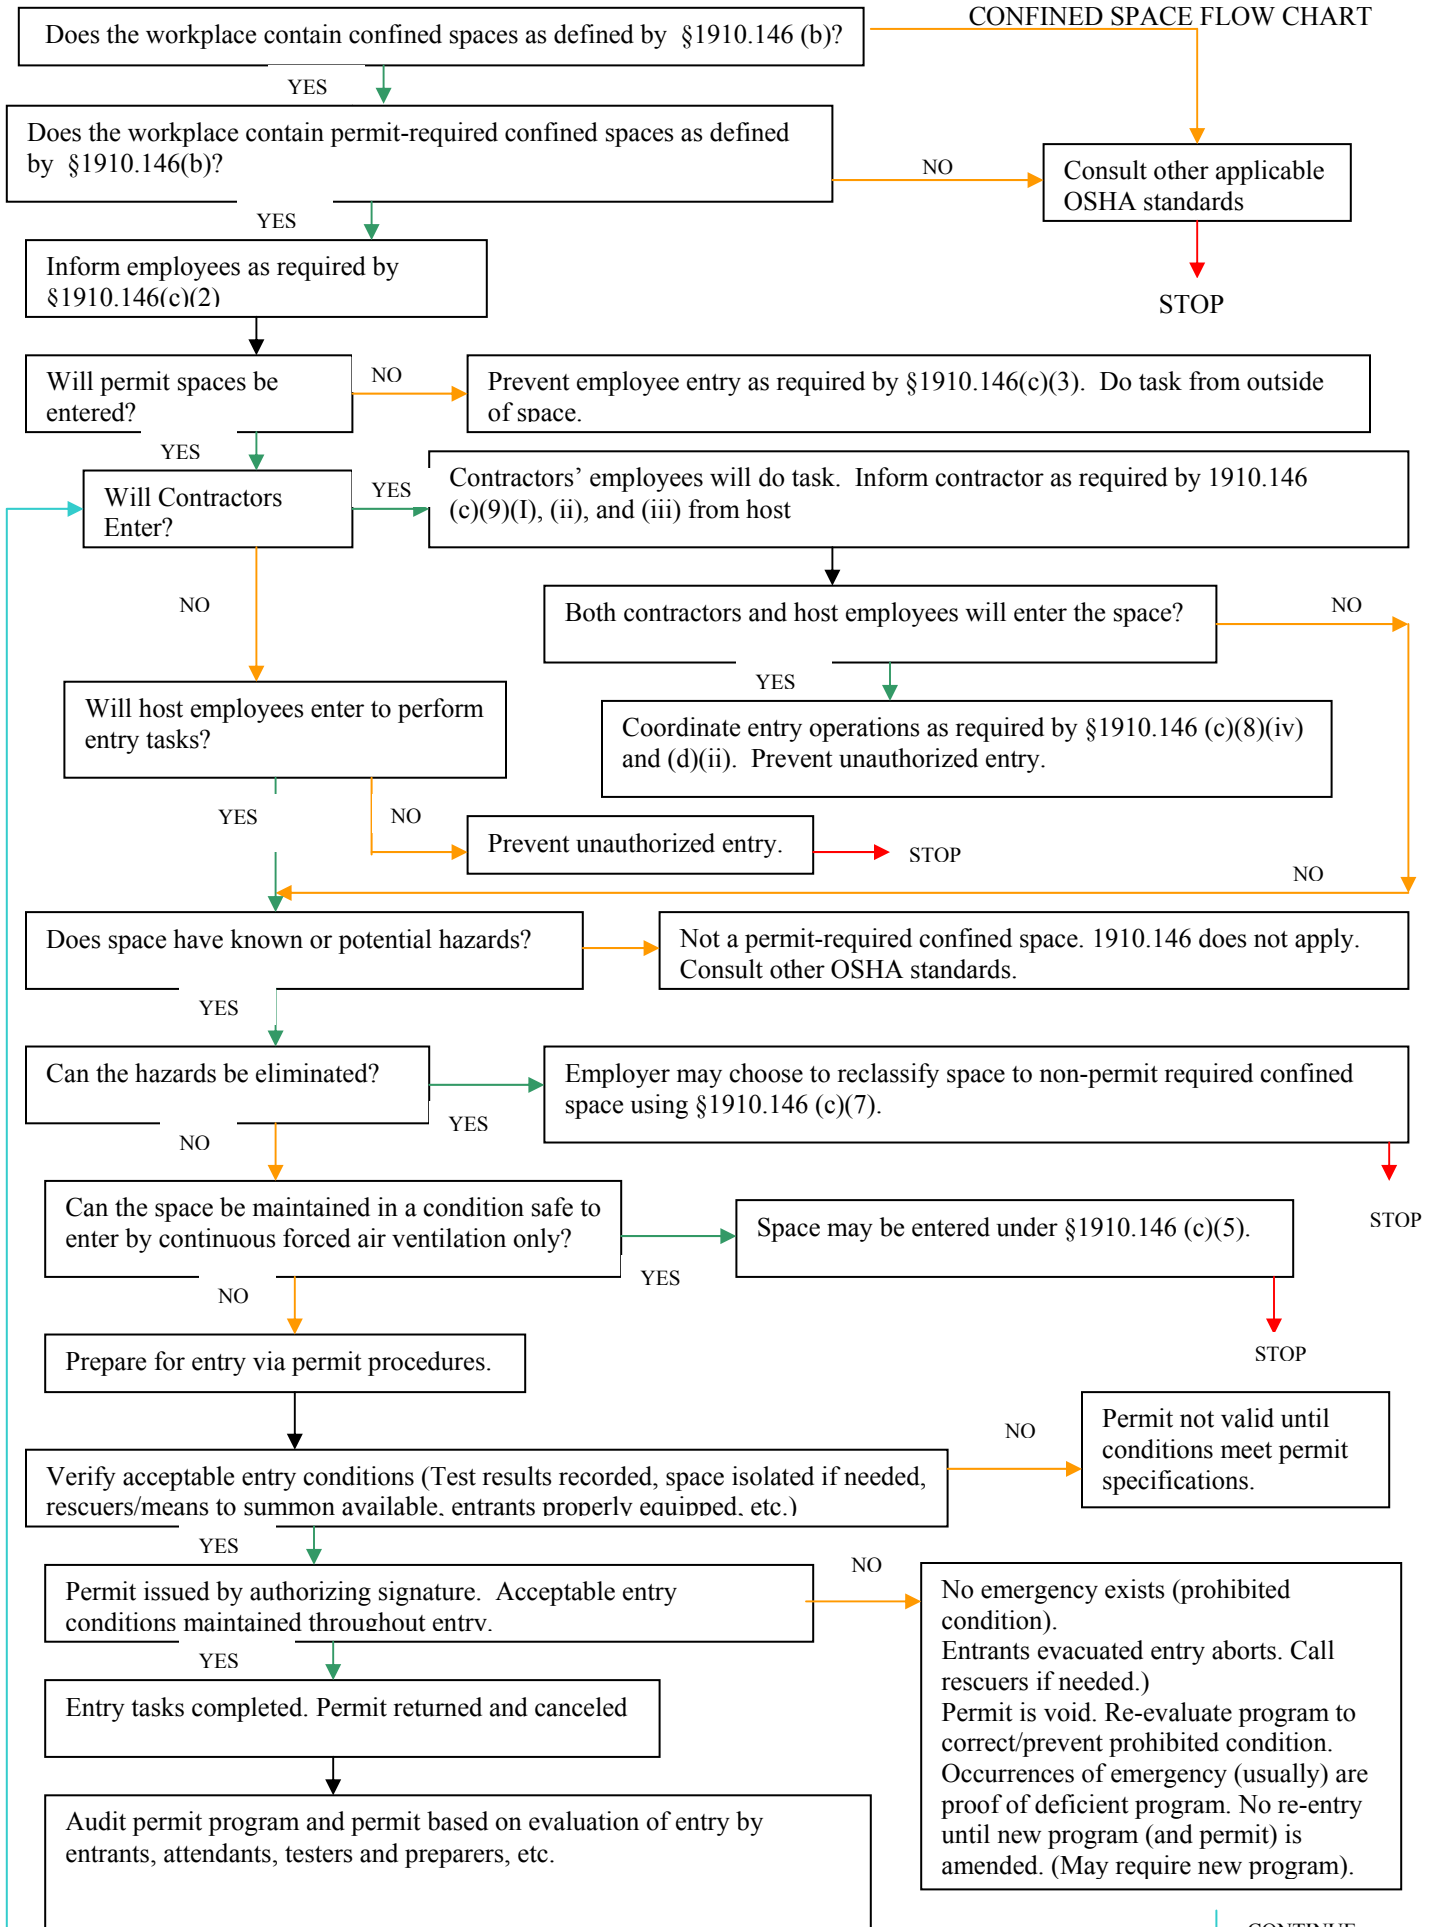 CONFINED SPACE FLOW CHART
Does the workplace contain confined spaces as defined by §1910.146 (b)?
YES
Does the workplace contain permit-required confined spaces as defined
by §1910.146(b)?
NO
Consult other applicable
OSHA standards
YES
STOP
Inform employees as required by
§1910.146(c)(2)
Will permit spaces be
entered?
NO
Prevent employee entry as required by §1910.146(c)(3). Do task from outside
of space.
YES
Will Contractors
Enter?
YES
Contractors' employees will do task. Inform contractor as required by 1910.146
(c)(9)(I), (ii), and (iii) from host
NO
Both contractors and host employees will enter the space?
NO
YES
Will host employees enter to perform
entry tasks?
Coordinate entry operations as required by §1910.146 (c)(8)(iv)
and (d)(ii). Prevent unauthorized entry.
YES
NO
Prevent unauthorized entry.
STOP
NO
Does space have known or potential hazards?
Not a permit-required confined space. 1910.146 does not apply.
Consult other OSHA standards.
YES
Can the hazards be eliminated?
YES
Employer may choose to reclassify space to non-permit required confined
space using §1910.146 (c)(7).
NO
STOP
Can the space be maintained in a condition safe to
enter by continuous forced air ventilation only?
YES
Space may be entered under §1910.146 (c)(5).
NO
STOP
Prepare for entry via permit procedures.
Verify acceptable entry conditions (Test results recorded, space isolated if needed,
rescuers/means to summon available, entrants properly equipped, etc.)
NO
Permit not valid until
conditions meet permit
specifications.
YES
Permit issued by authorizing signature. Acceptable entry
conditions maintained throughout entry.
NO
No emergency exists (prohibited
condition).
Entrants evacuated entry aborts. Call
rescuers if needed.)
Permit is void. Re-evaluate program to
correct/prevent prohibited condition.
Occurrences of emergency (usually) are
proof of deficient program. No re-entry
until new program (and permit) is
amended. (May require new program).
YES
Entry tasks completed. Permit returned and canceled
Audit permit program and permit based on evaluation of entry by
entrants, attendants, testers and preparers, etc.
CONTINUE